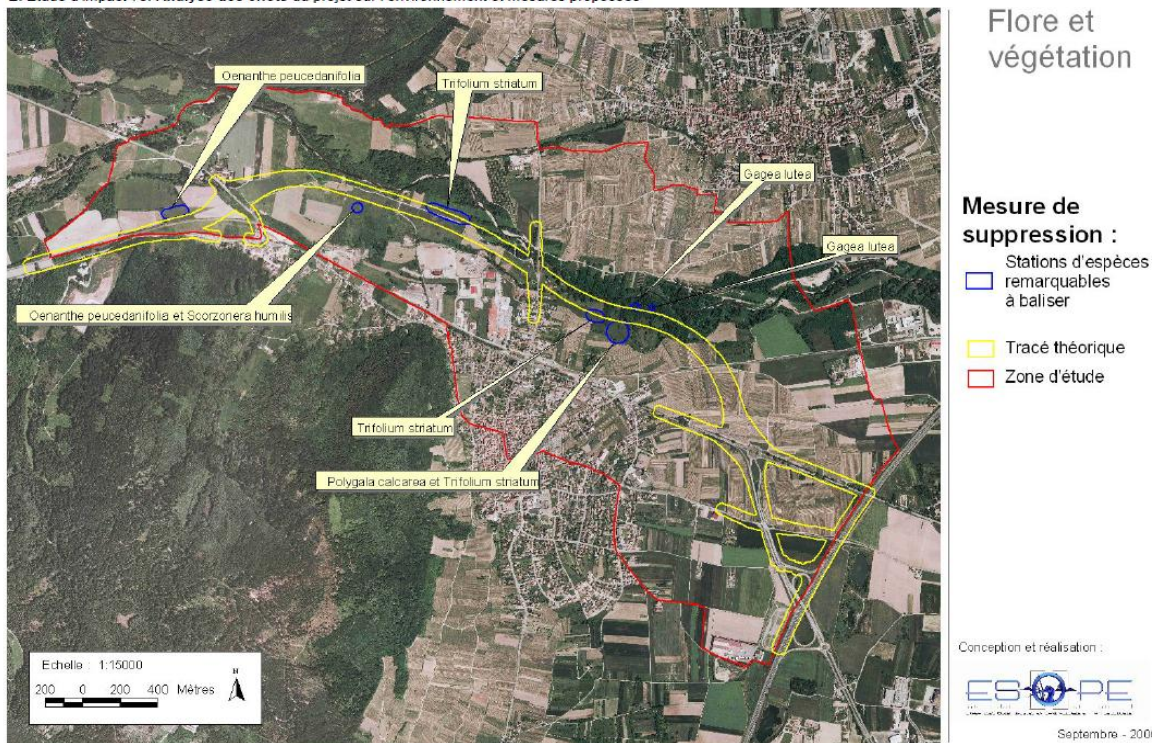 Flore et
végétation
Oenanthe peucedanifolia
Trifolium striatum
Gagea lutea
Gagea lutea
Oenanthe peucedanifolia et Scorzonera humilis
Trifolium striatum
Polygala calcarea et Trifolium striatum
Mesure de
suppression :
Stations d'espèces
remarquables
à baliser
Tracé théorique
Zone d'étude
Echelle : 1:15000
N
200 0 200 400 Mètres
Conception et réalisation :
Septembre - 200